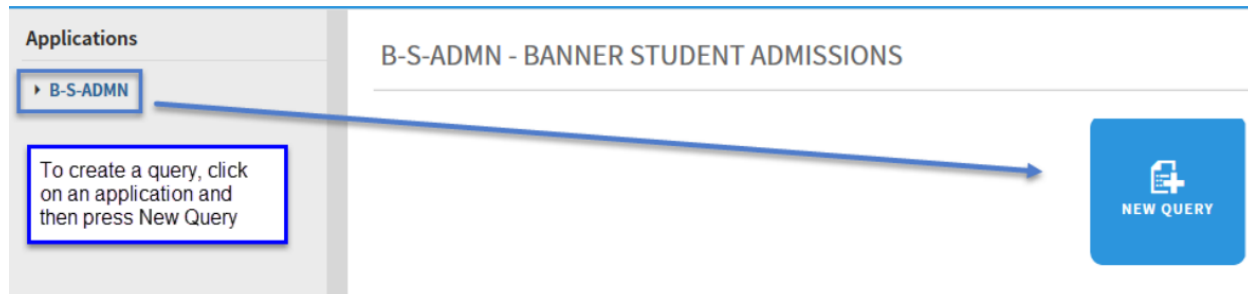 Applications
B-S-ADMN
To create a query, click
on an application and
then press New Query
B-S-ADMN - BANNER STUDENT ADMISSIONS
NEW QUERY